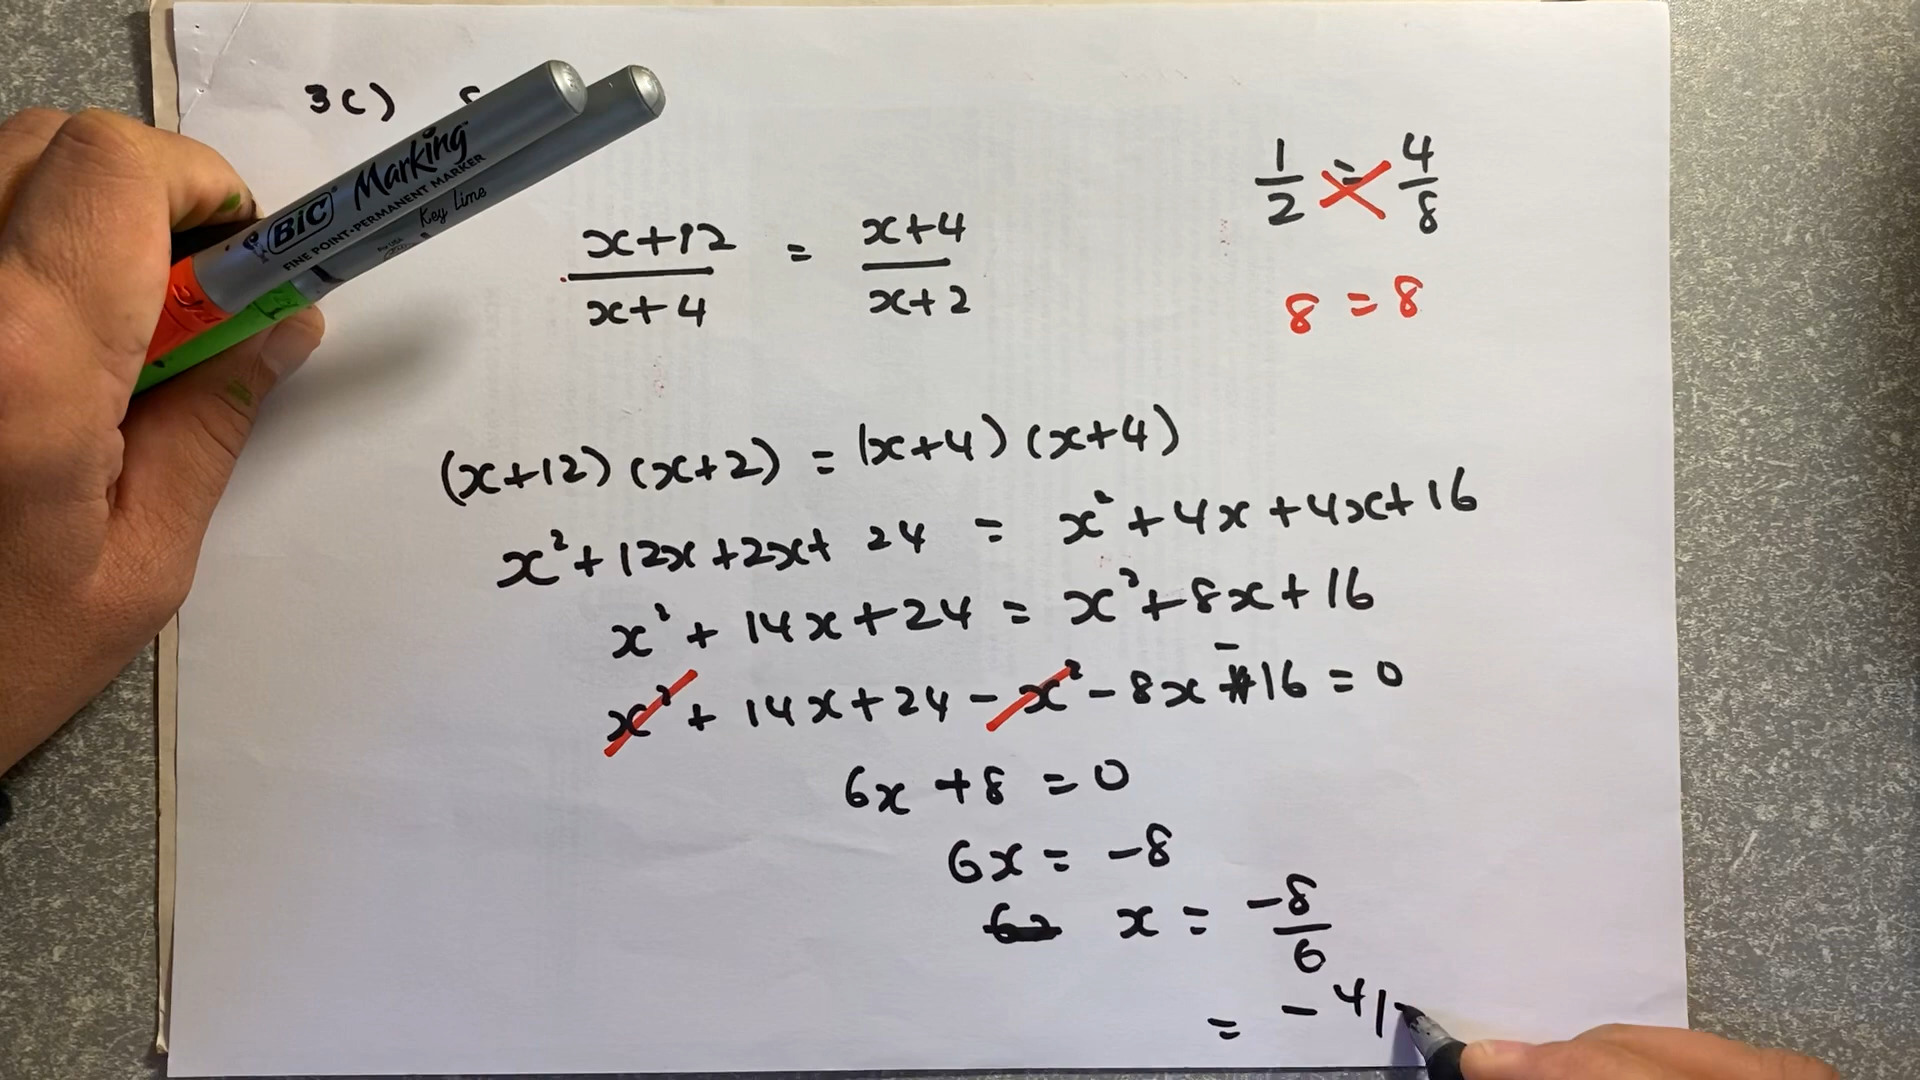 3c)
BIC Marking
FINE POINT·PERMANENT MARKER
Key Lime
x+12 / x+4 = x+4 / x+2
1/2 = 4/8
8 = 8
(x+12)(x+2) = (x+4)(x+4)
x²+12x+2x+24 = x²+4x+4x+16
x²+14x+24 = x²+8x+16
x²+14x+24-x²-8x-16=0
6x+8=0
6x=-8
x = -8/6
= -4/